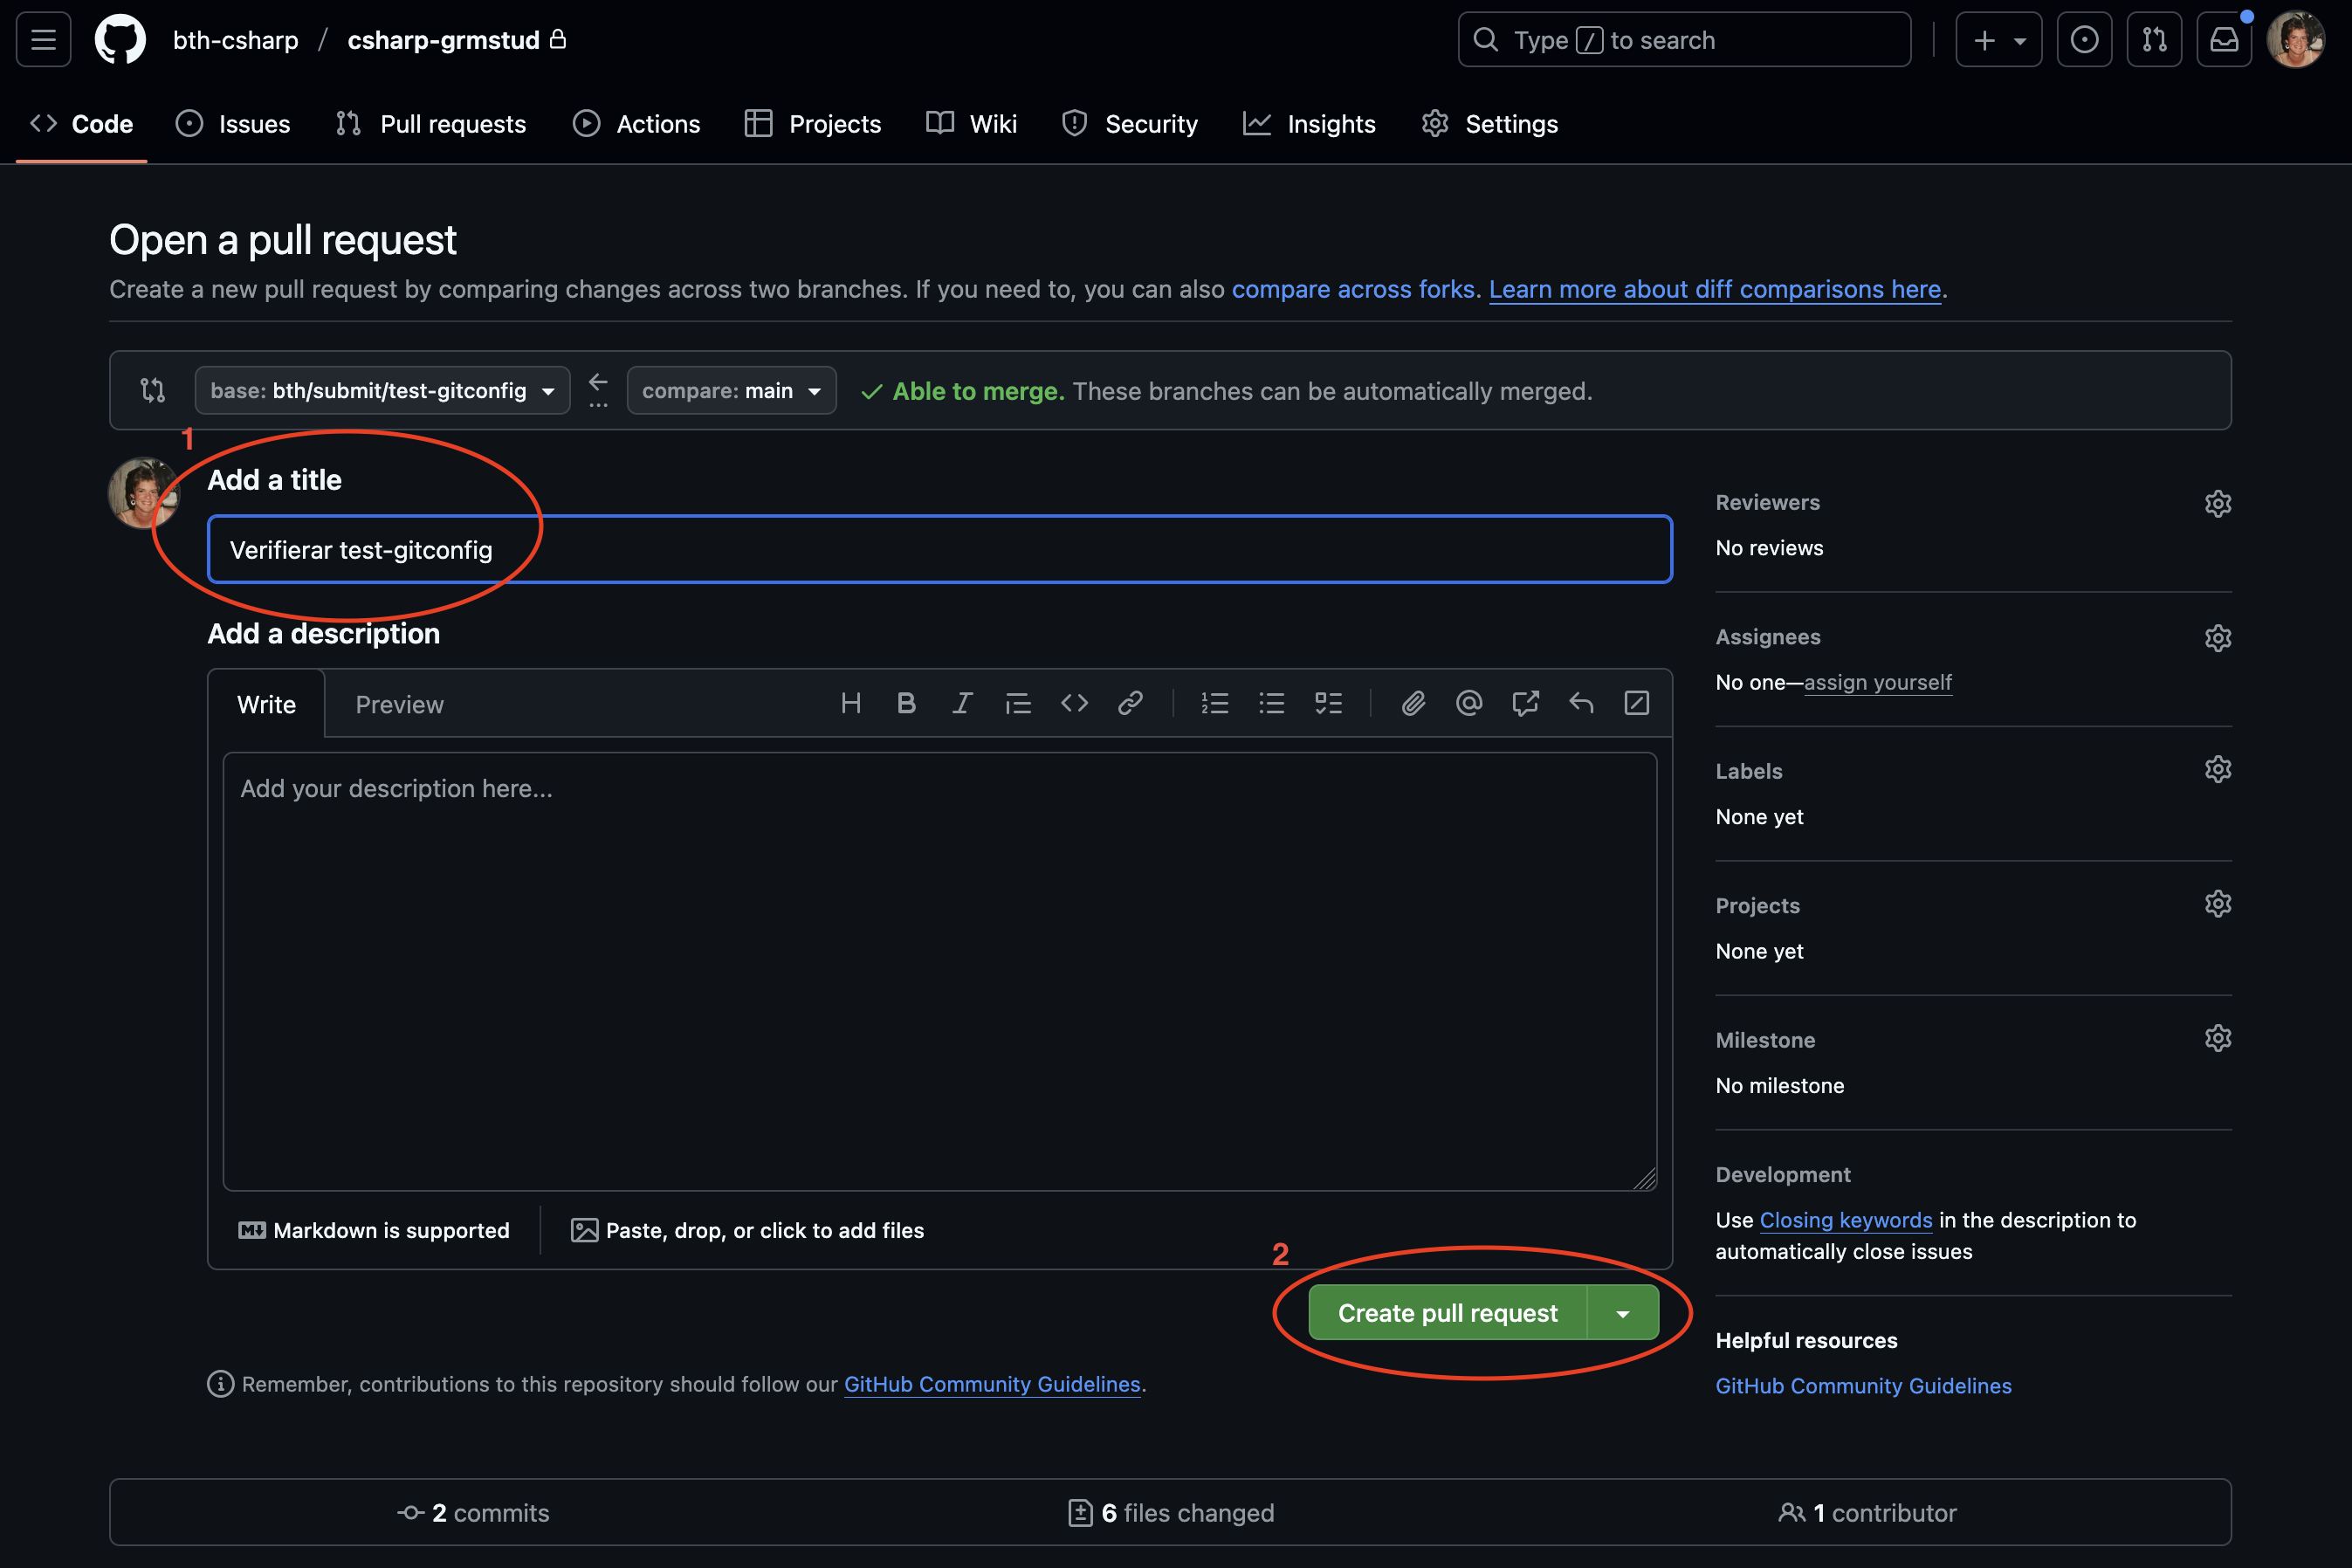 bth-csharp / csharp-grmstud
Type / to search
Code Issues Pull requests Actions Projects Wiki Security Insights Settings
Open a pull request
Create a new pull request by comparing changes across two branches. If you need to, you can also compare across forks. Learn more about diff comparisons here.
base: bth/submit/test-gitconfig compare: main Able to merge. These branches can be automatically merged.
1
Add a title
Verifierar test-gitconfig
Add a description
Write Preview
Add your description here...
Markdown is supported
Paste, drop, or click to add files
2
Create pull request
Remember, contributions to this repository should follow our GitHub Community Guidelines.
Reviewers
No reviews
Assignees
No one—assign yourself
Labels
None yet
Projects
None yet
Milestone
No milestone
Development
Use Closing keywords in the description to
automatically close issues
Helpful resources
GitHub Community Guidelines
2 commits
6 files changed
1 contributor